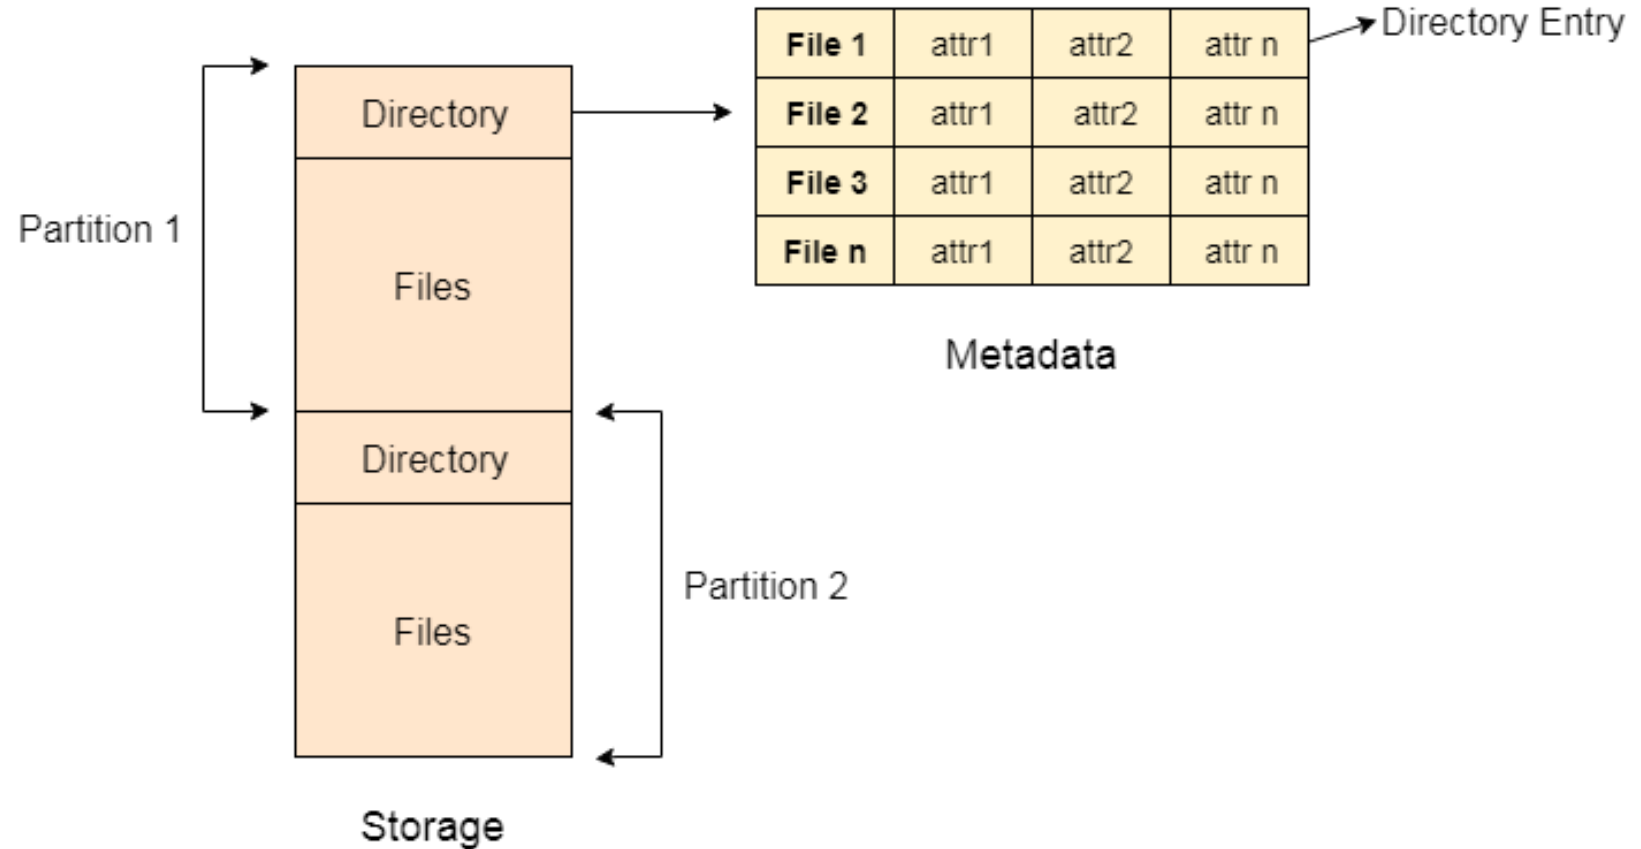 Directory Entry
File 1 attr1 attr2 attr n
File 2 attr1 attr2 attr n
File 3 attr1 attr2 attr n
File n attr1 attr2 attr n
Metadata
Directory
Partition 1
Files
Directory
Partition 2
Files
Storage